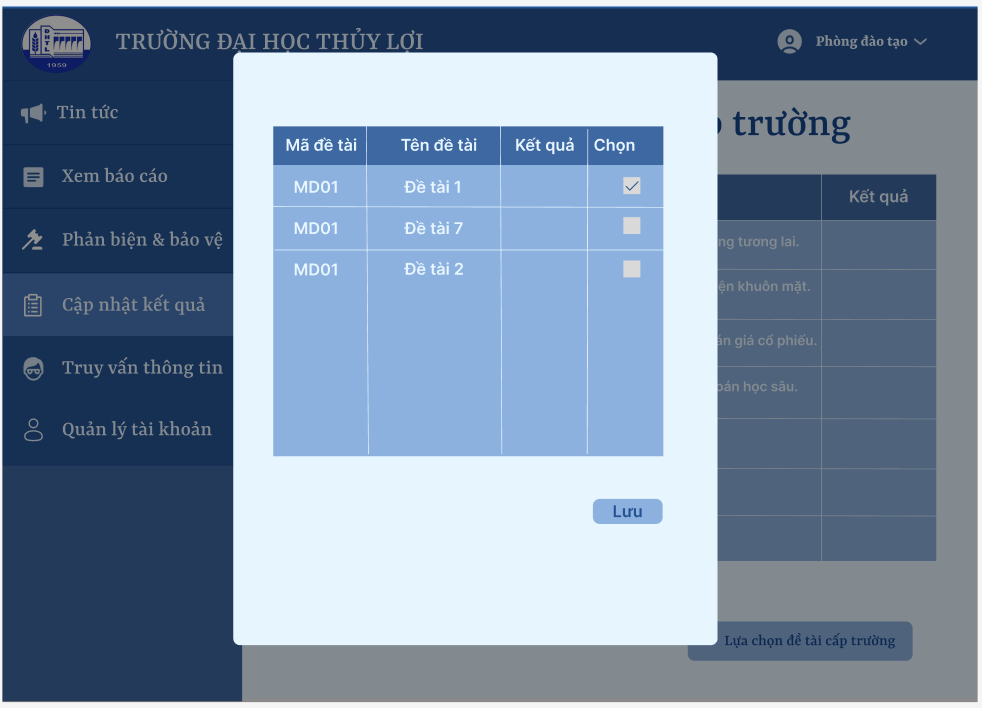 TRƯỜNG ĐẠI HỌC THỦY LỢI
ĐHTL
1959
Phòng đào tạo
Tin tức
Xem báo cáo
Phản biện & bảo vệ
Cập nhật kết quả
Truy vấn thông tin
Quản lý tài khoản
trường
Kết quả
ng tương lai.
ện khuôn mặt.
án giá cổ phiếu.
oán học sâu.
Mã đề tài Tên đề tài Kết quả Chọn
MD01 Đề tài 1
MD01 Đề tài 7
MD01 Đề tài 2
Lưu
Lựa chọn đề tài cấp trường